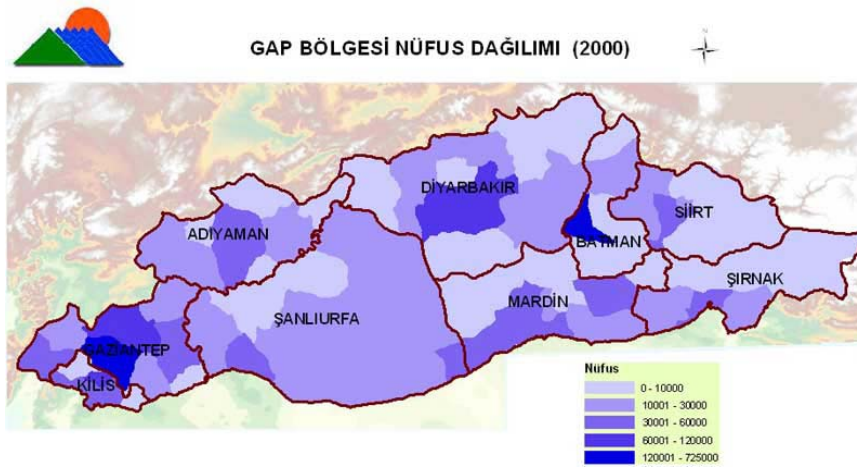 GAP BÖLGESİ NÜFUS DAĞILIMI (2000)
DİYARBAKIR
SİİRT
ADIYAMAN
BATMAN
ŞIRNAK
MARDİN
ŞANLIURFA
GAZİANTEP
KİLİS
Nüfus
0 - 10000
10001 - 30000
30001 - 60000
60001 - 120000
120001 - 725000